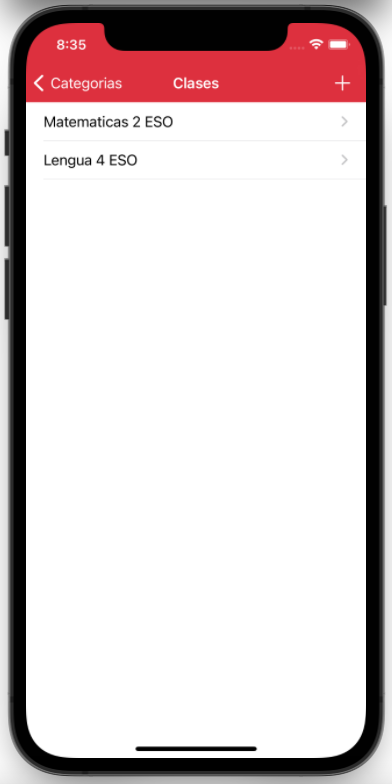 8:35
Categorias Clases +
Matematicas 2 ESO
Lengua 4 ESO